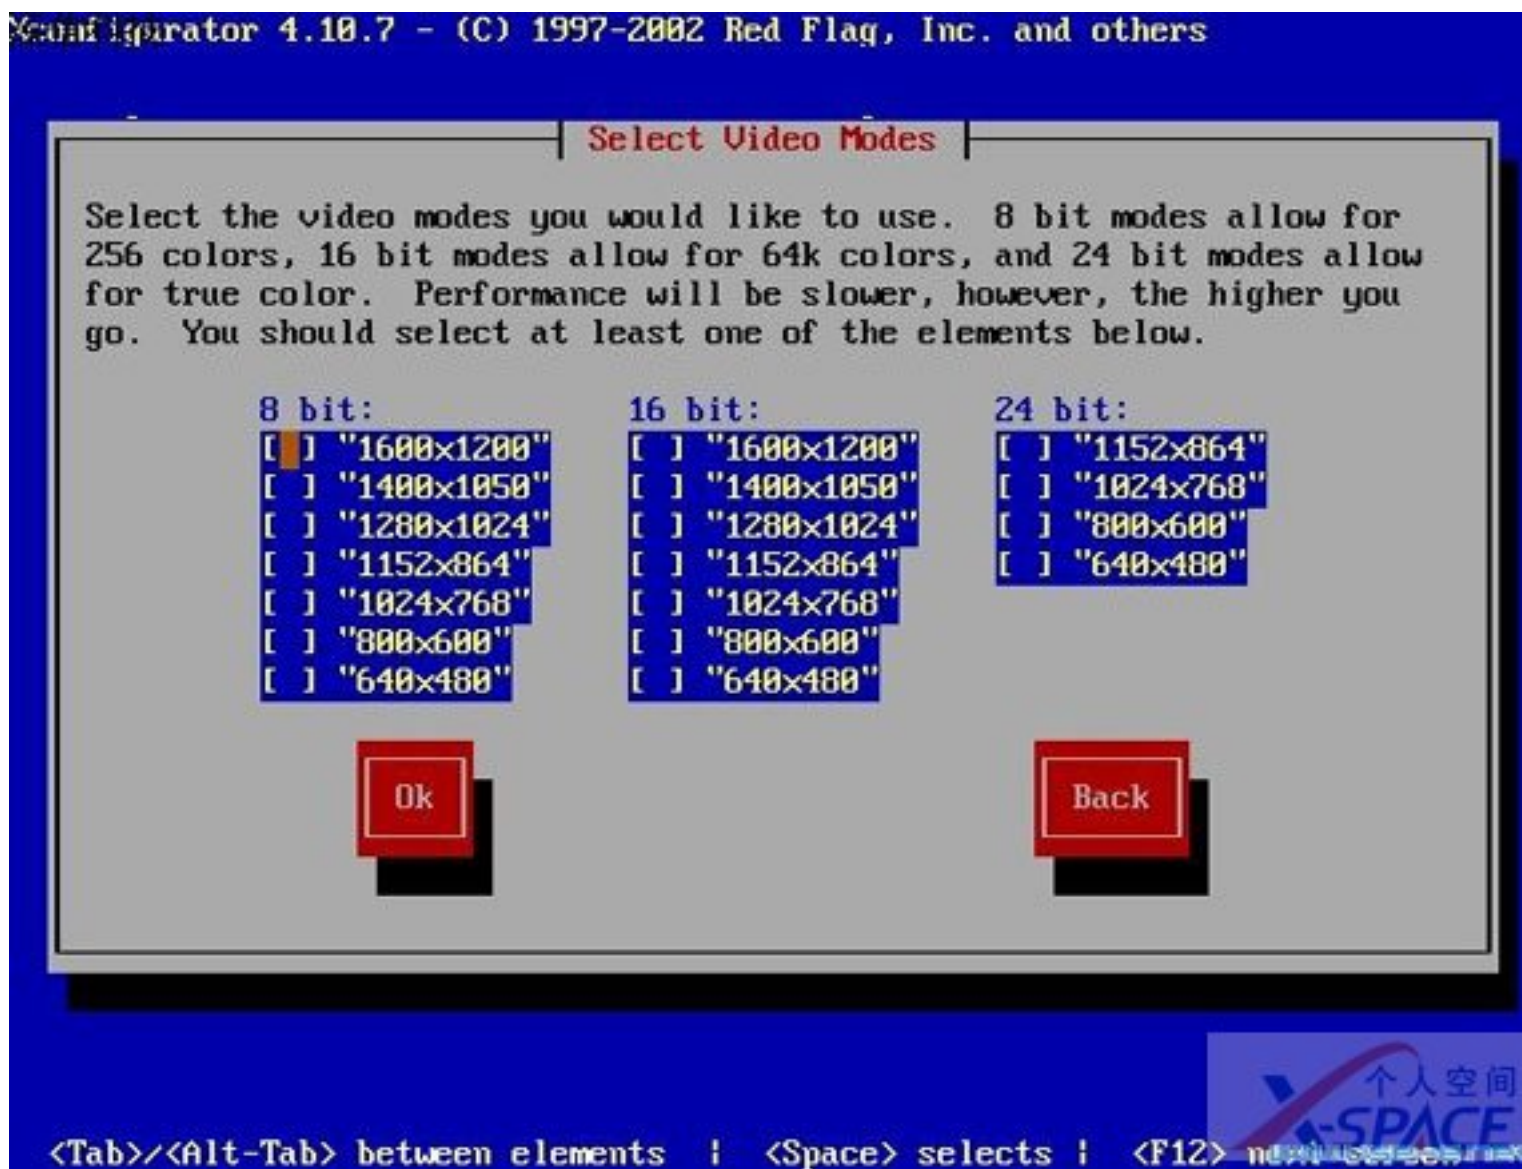 Xconfigurator 4.10.7 - (C) 1997-2002 Red Flag, Inc. and others
Select Video Modes
Select the video modes you would like to use.  8 bit modes allow for
256 colors, 16 bit modes allow for 64k colors, and 24 bit modes allow
for true color.  Performance will be slower, however, the higher you
go.  You should select at least one of the elements below.
8 bit: 16 bit: 24 bit:
[ ] "1600x1200" [ ] "1600x1200" [ ] "1152x864"
[ ] "1400x1050" [ ] "1400x1050" [ ] "1024x768"
[ ] "1280x1024" [ ] "1280x1024" [ ] "800x600"
[ ] "1152x864" [ ] "1152x864" [ ] "640x480"
[ ] "1024x768" [ ] "1024x768"
[ ] "800x600" [ ] "800x600"
[ ] "640x480" [ ] "640x480"
Ok Back
个人空间
X-SPACE
<Tab>/<Alt-Tab> between elements | <Space> selects | <F12> next screen